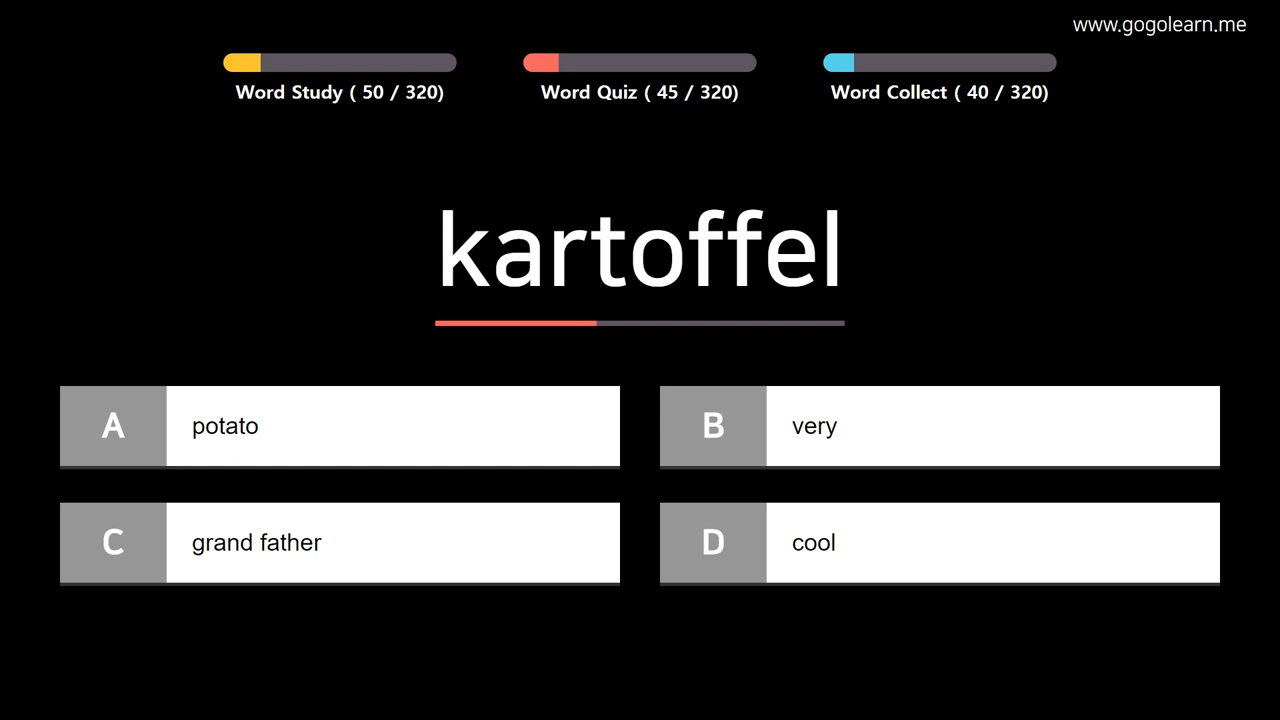 www.gogolearn.me
Word Study ( 50 / 320)
Word Quiz ( 45 / 320)
Word Collect ( 40 / 320)
kartoffel
A potato
B very
C grand father
D cool